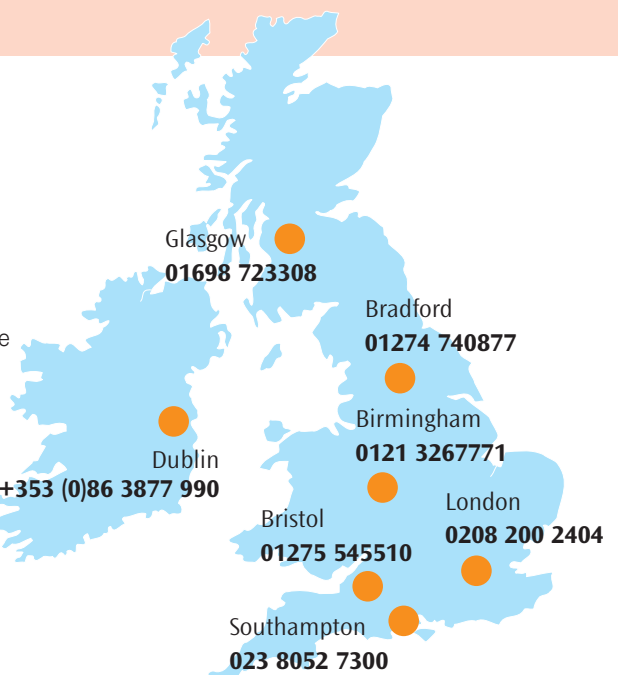 Glasgow
01698 723308
Bradford
01274 740877
Birmingham
0121 3267771
Dublin
+353 (0)86 3877 990
London
0208 200 2404
Bristol
01275 545510
Southampton
023 8052 7300